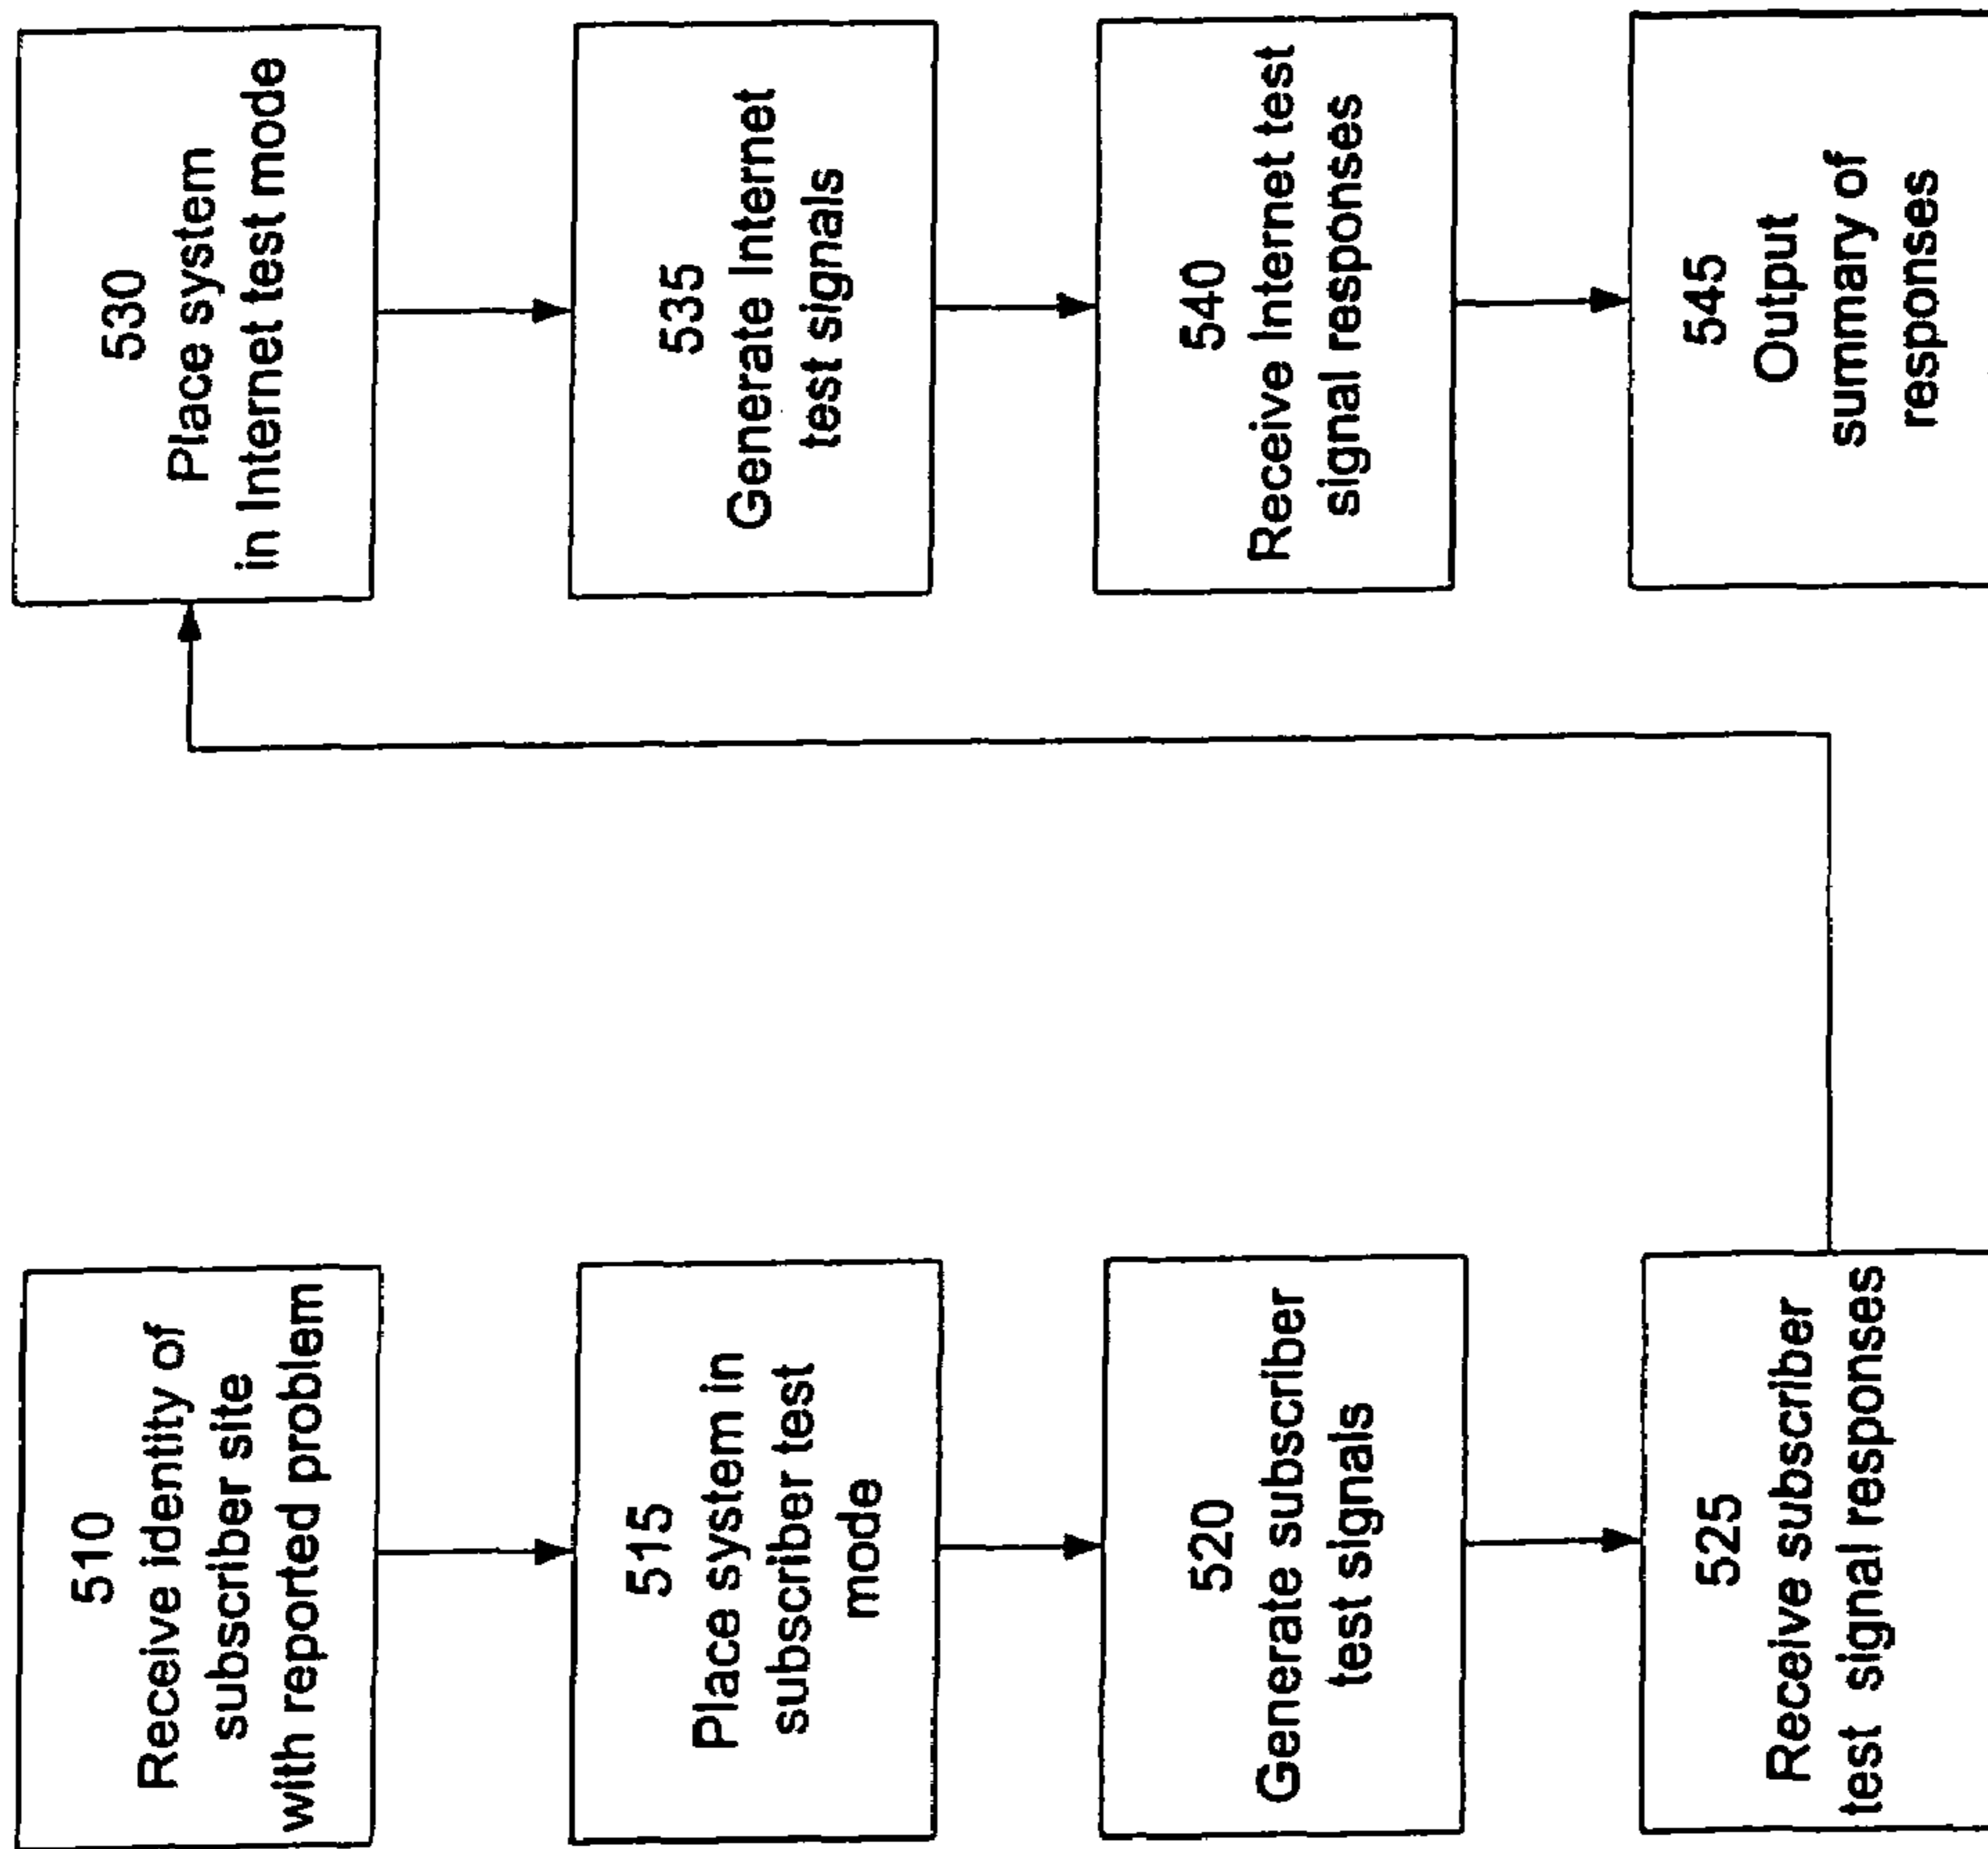 510
Receive identity of
subscriber site
with reported problem
515
Place system in
subscriber test
mode
520
Generate subscriber
test signals
525
Receive subscriber
test signal responses
530
Place system
in Internet test mode
535
Generate Internet
test signals
540
Receive Internet test
signal responses
545
Output
summary of
responses